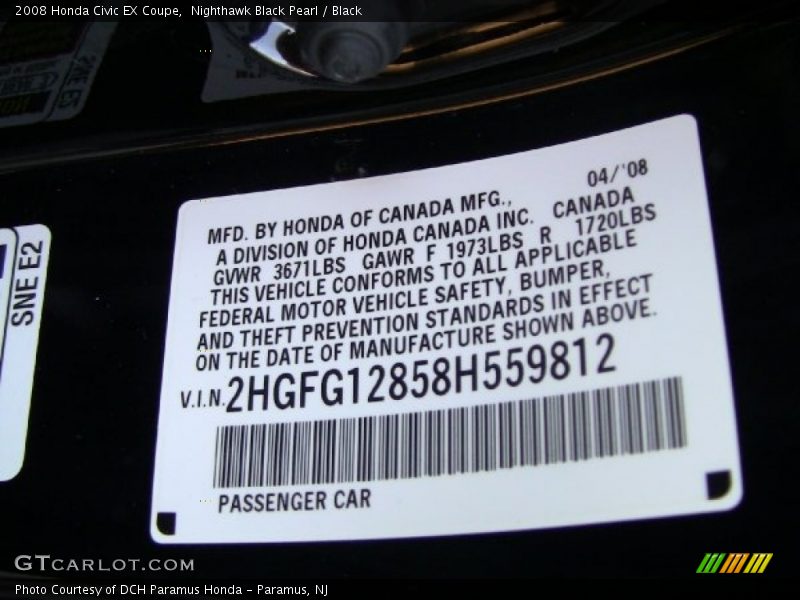 2008 Honda Civic EX Coupe,  Nighthawk Black Pearl / Black
SNE E2
04/'08
MFD. BY HONDA OF CANADA MFG.,
A DIVISION OF HONDA CANADA INC. CANADA
GVWR 3671LBS GAWR F 1973LBS R 1720LBS
THIS VEHICLE CONFORMS TO ALL APPLICABLE
FEDERAL MOTOR VEHICLE SAFETY, BUMPER,
AND THEFT PREVENTION STANDARDS IN EFFECT
ON THE DATE OF MANUFACTURE SHOWN ABOVE.
V.I.N. 2HGFG12858H559812
PASSENGER CAR
GTCARLOT.COM
Photo Courtesy of DCH Paramus Honda - Paramus, NJ